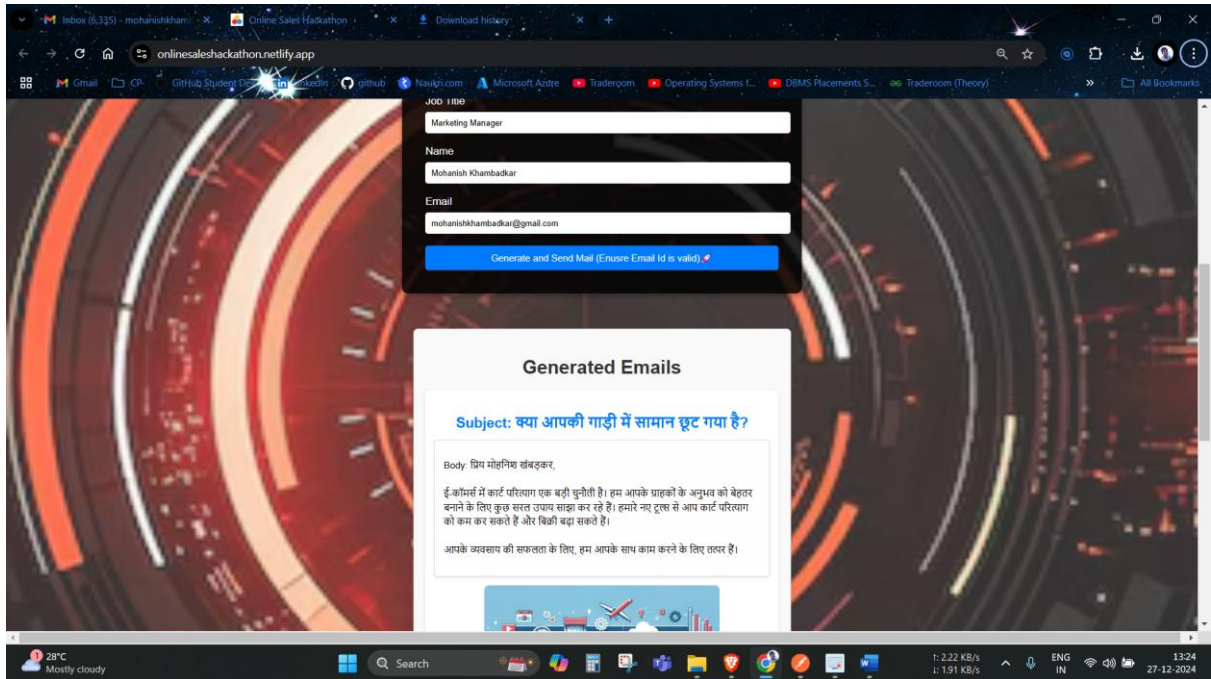 Inbox (6,335) - mohanishkham
Online Sales Hackathon
Download history
onlinesaleshackathon.netlify.app
Gmail
CP
GitHub Student De
LinkedIn
github
Naukri.com
Microsoft Azure
Traderoom
Operating Systems f...
DBMS Placements S...
Traderoom (Theory)
All Bookmarks
Job Title
Marketing Manager
Name
Mohanish Khambadkar
Email
mohanishkhambadkar@gmail.com
Generate and Send Mail (Enusre Email Id is valid)🚀
Generated Emails
Subject: क्या आपकी गाड़ी में सामान छूट गया है?
Body: प्रिय मोहनिश खंबड़कर,
ई-कॉमर्स में कार्ट परित्याग एक बड़ी चुनौती है। हम आपके ग्राहकों के अनुभव को बेहतर
बनाने के लिए कुछ सरल उपाय साझा कर रहे हैं। हमारे नए टूल्स से आप कार्ट परित्याग
को कम कर सकते हैं और बिक्री बढ़ा सकते हैं।
आपके व्यवसाय की सफलता के लिए, हम आपके साथ काम करने के लिए तत्पर हैं।
1
28°C
Mostly cloudy
Search
↑: 2.22 KB/s
↓: 1.91 KB/s
ENG
IN
13:24
27-12-2024